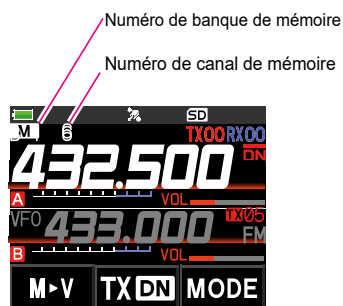 Numéro de banque de mémoire
Numéro de canal de mémoire
SD
M TX00 RX00
432.500 DN
A VOL
VFO 433.000 TX05 FM
B VOL
M▸V TX DN MODE